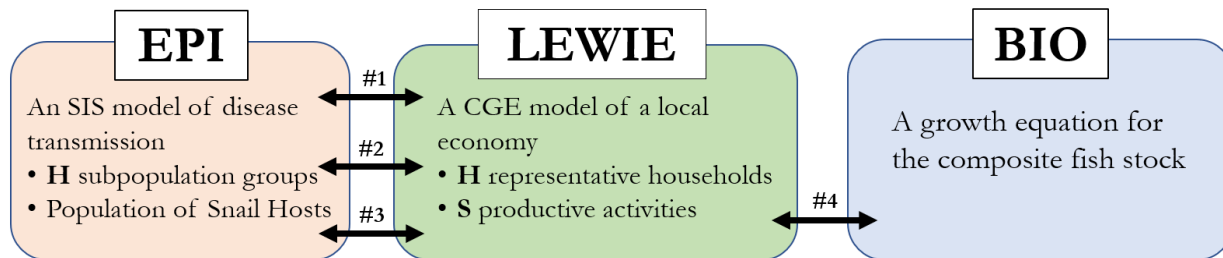 EPI
An SIS model of disease
transmission
• H subpopulation groups
• Population of Snail Hosts
#1
#2
#3
LEWIE
A CGE model of a local
economy
• H representative households
• S productive activities
#4
BIO
A growth equation for
the composite fish stock